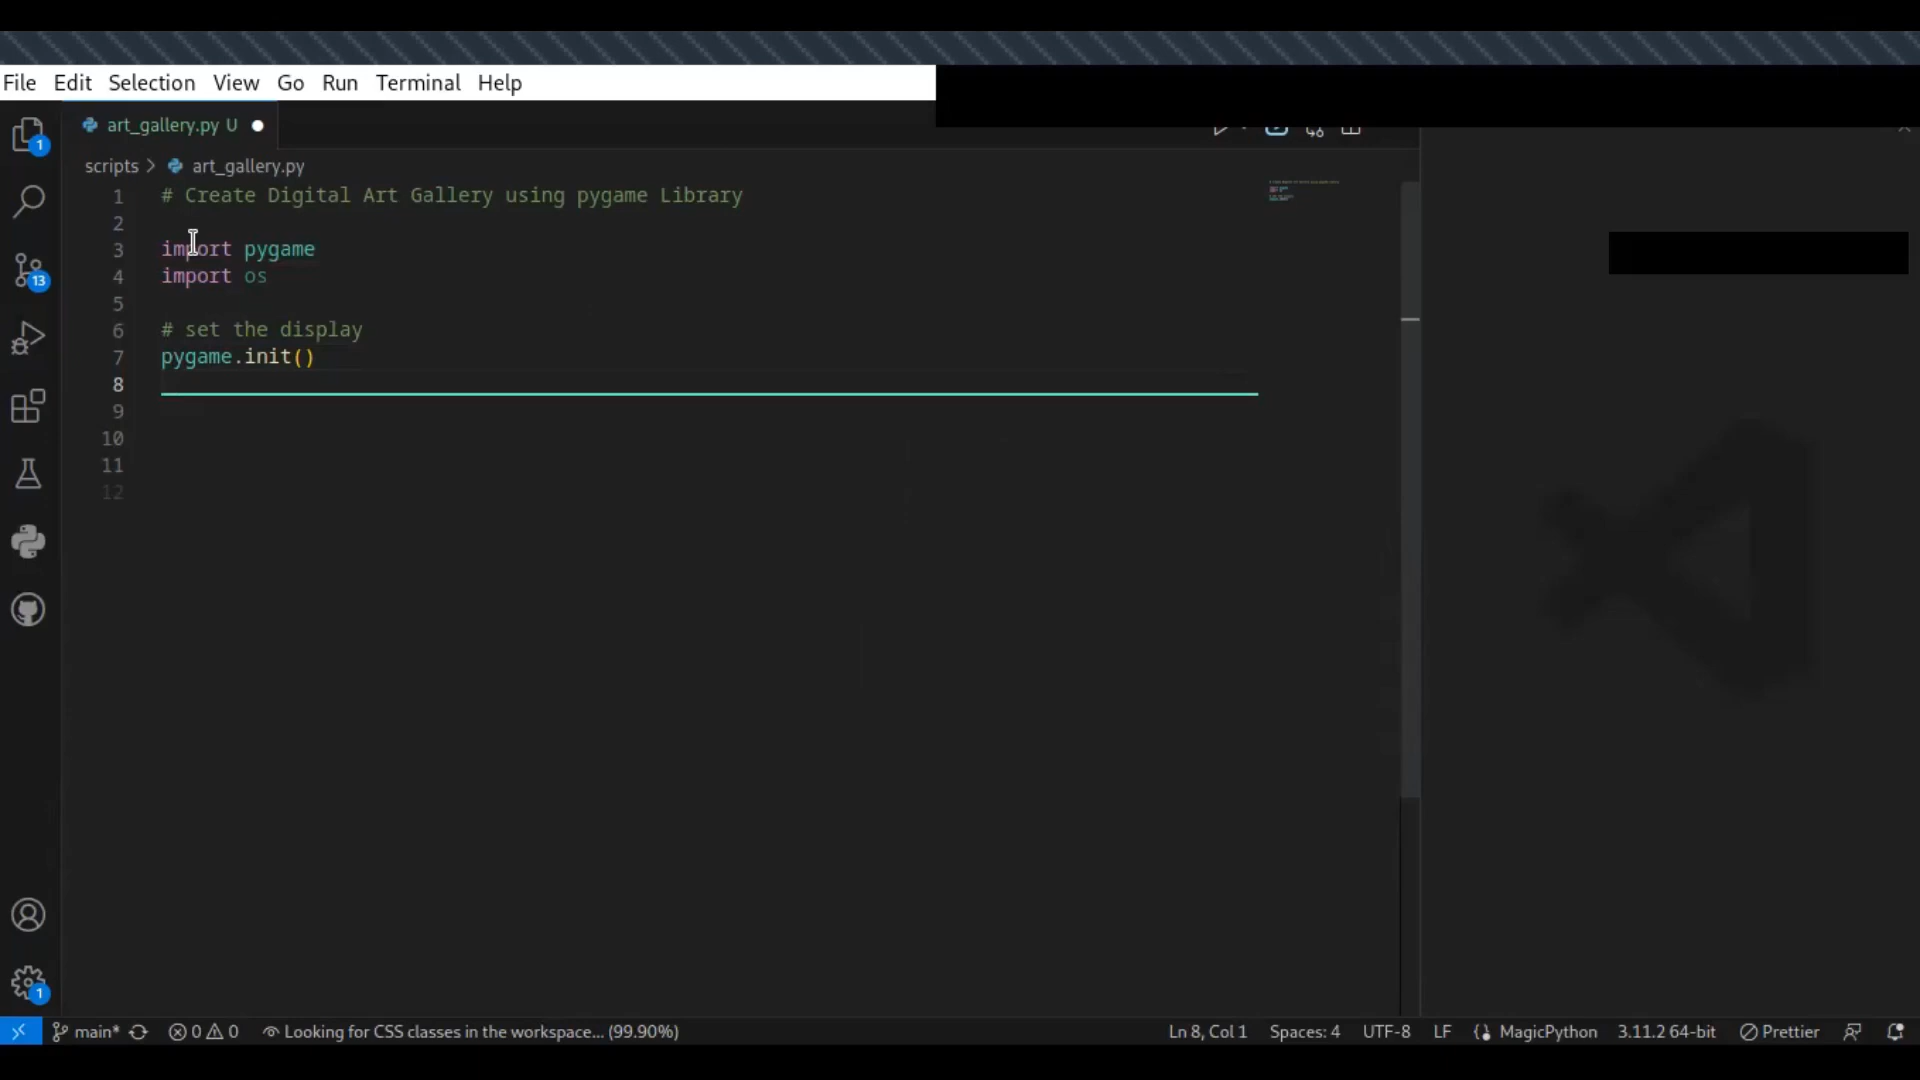 File Edit Selection View Go Run Terminal Help
art_gallery.py U
scripts > art_gallery.py
1 # Create Digital Art Gallery using pygame Library
2
3 import pygame
4 import os
5
6 # set the display
7 pygame.init()
8
9
10
11
12
1
13
1
main* 0 0 Looking for CSS classes in the workspace... (99.90%) Ln 8, Col 1 Spaces: 4 UTF-8 LF MagicPython 3.11.2 64-bit Prettier